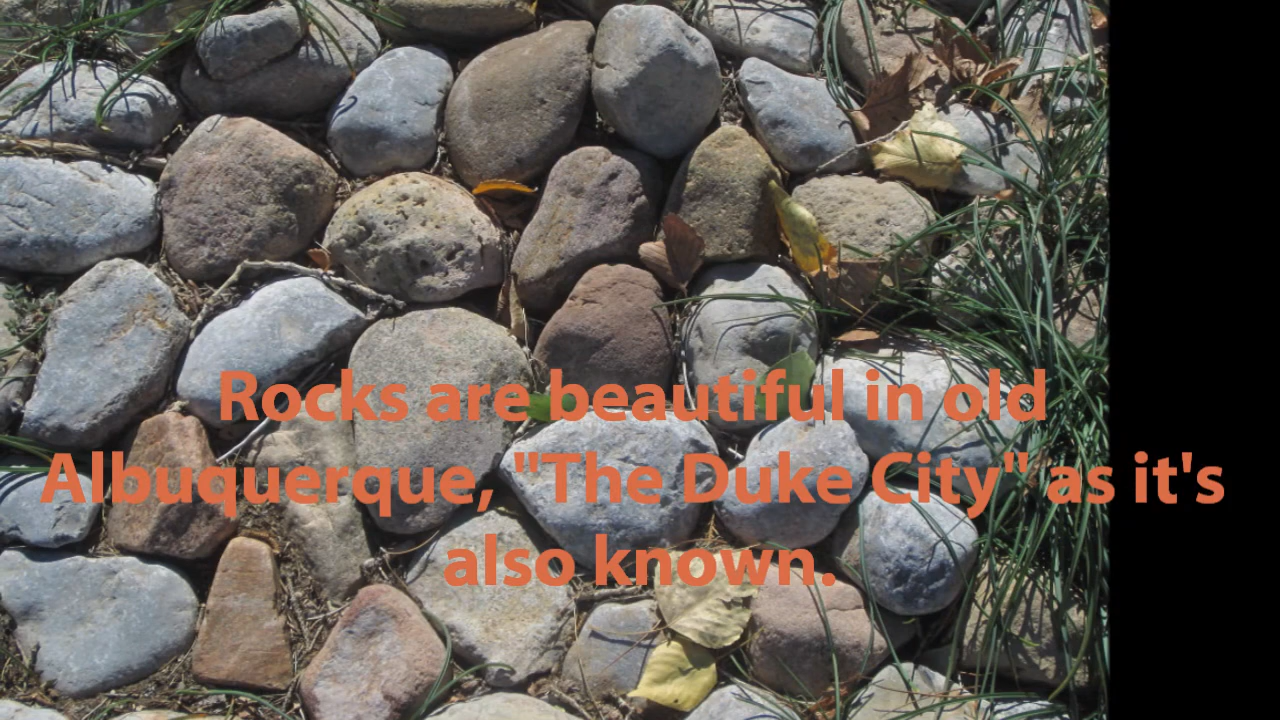 Rocks are beautiful in old
Albuquerque, "The Duke City" as it's
also known.